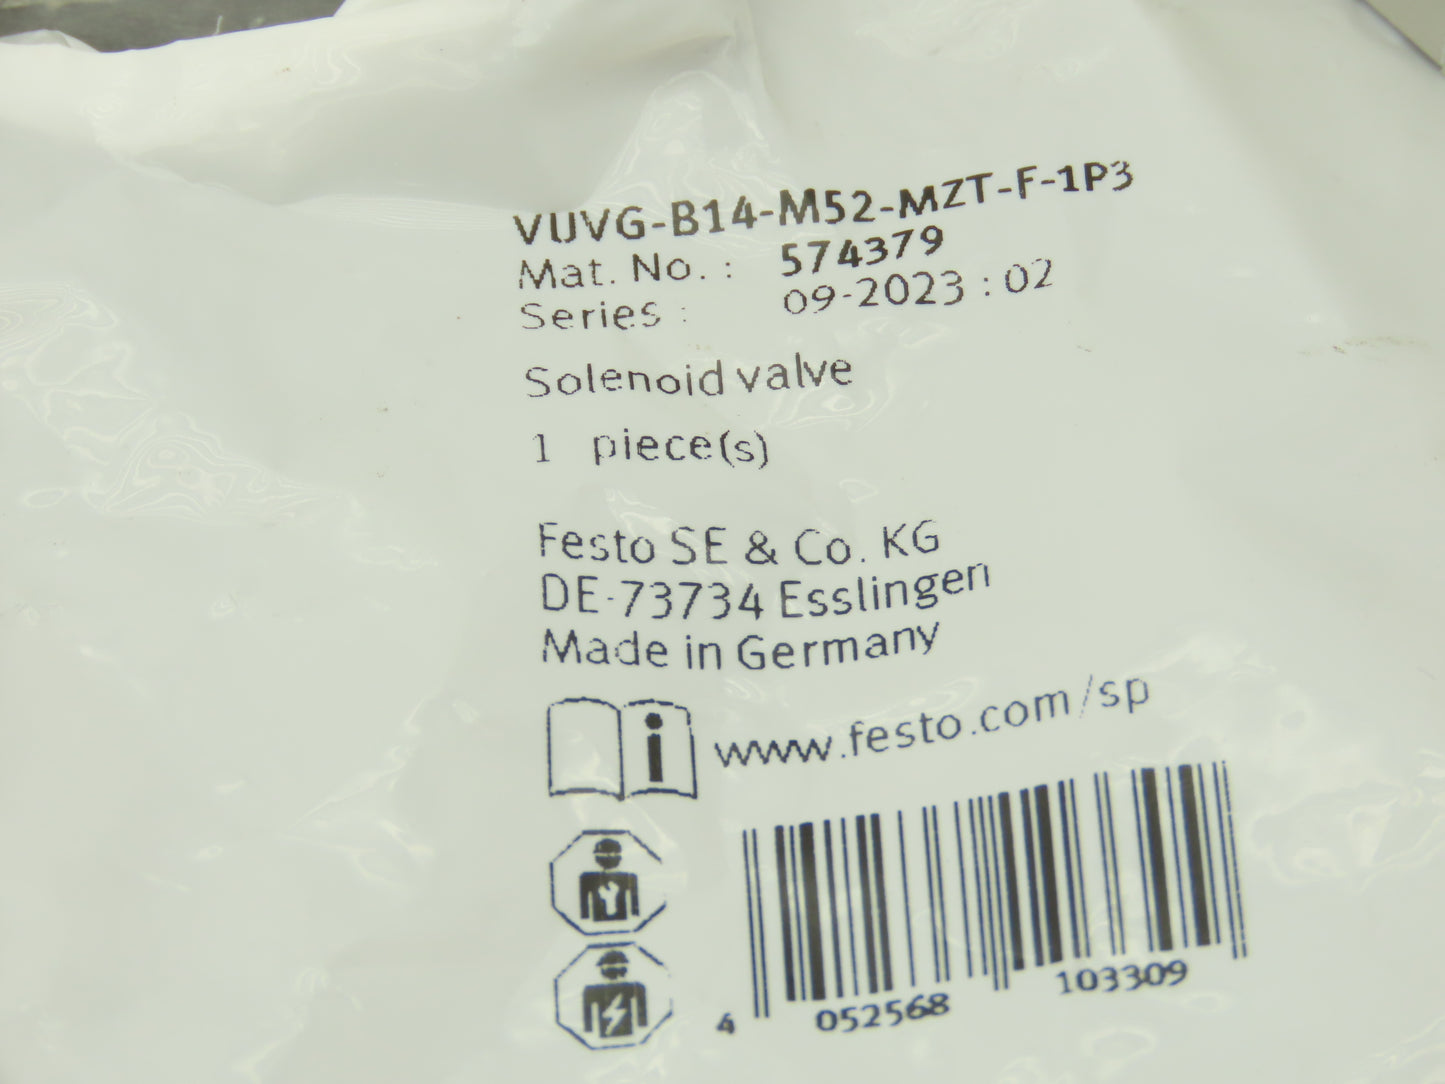 VUVG-B14-M52-MZT-F-1P3
Mat. No. : 574379
Series : 09-2023 : 02
Solenoid valve
1 piece(s)
Festo SE & Co. KG
DE-73734 Esslingen
Made in Germany
i www.festo.com/sp
4 052568 103309